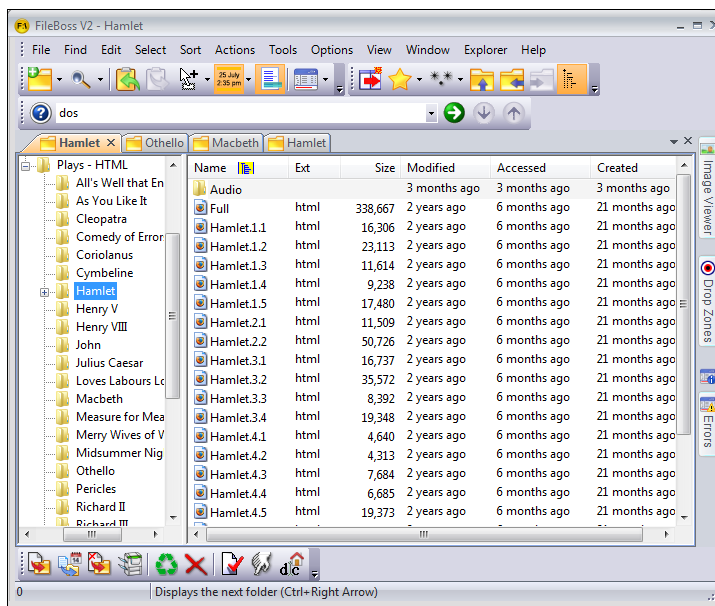 FileBoss V2 - Hamlet
File Find Edit Select Sort Actions Tools Options View Window Explorer Help
25 July
2:35 pm
dos
Hamlet Othello Macbeth Hamlet
Plays - HTML
All's Well that En
As You Like It
Cleopatra
Comedy of Error
Coriolanus
Cymbeline
Hamlet
Henry V
Henry VIII
John
Julius Caesar
Loves Labours Lo
Macbeth
Measure for Mea
Merry Wives of W
Midsummer Nig
Othello
Pericles
Richard II
Richard III
Name Ext Size Modified Accessed Created
Audio 3 months ago 3 months ago 3 months ago
Full html 338,667 2 years ago 6 months ago 21 months ago
Hamlet.1.1 html 16,306 2 years ago 6 months ago 21 months ago
Hamlet.1.2 html 23,113 2 years ago 6 months ago 21 months ago
Hamlet.1.3 html 11,614 2 years ago 6 months ago 21 months ago
Hamlet.1.4 html 9,238 2 years ago 6 months ago 21 months ago
Hamlet.1.5 html 17,480 2 years ago 6 months ago 21 months ago
Hamlet.2.1 html 11,509 2 years ago 6 months ago 21 months ago
Hamlet.2.2 html 50,726 2 years ago 6 months ago 21 months ago
Hamlet.3.1 html 16,737 2 years ago 6 months ago 21 months ago
Hamlet.3.2 html 35,572 2 years ago 6 months ago 21 months ago
Hamlet.3.3 html 8,392 2 years ago 6 months ago 21 months ago
Hamlet.3.4 html 19,348 2 years ago 6 months ago 21 months ago
Hamlet.4.1 html 4,640 2 years ago 6 months ago 21 months ago
Hamlet.4.2 html 4,313 2 years ago 6 months ago 21 months ago
Hamlet.4.3 html 7,684 2 years ago 6 months ago 21 months ago
Hamlet.4.4 html 6,685 2 years ago 6 months ago 21 months ago
Hamlet.4.5 html 19,373 2 years ago 6 months ago 21 months ago
Image Viewer
Drop Zones
Errors
14
0 Displays the next folder (Ctrl+Right Arrow)